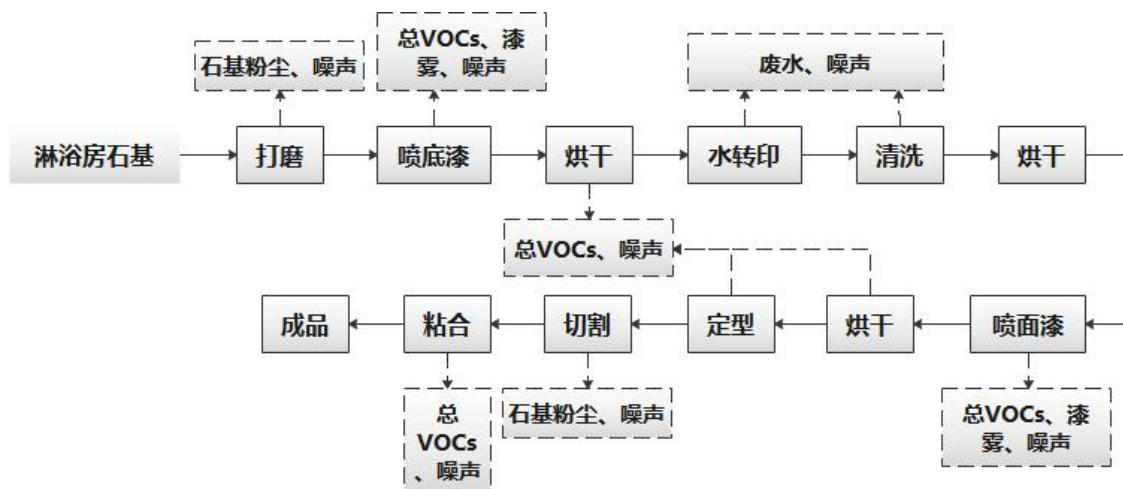 石基粉尘、噪声
总VOCs、漆
雾、噪声
废水、噪声
淋浴房石基
打磨
喷底漆
烘干
水转印
清洗
烘干
总VOCs、噪声
成品
粘合
切割
定型
烘干
喷面漆
总
VOCs
、噪声
石基粉尘、噪声
总VOCs、漆
雾、噪声